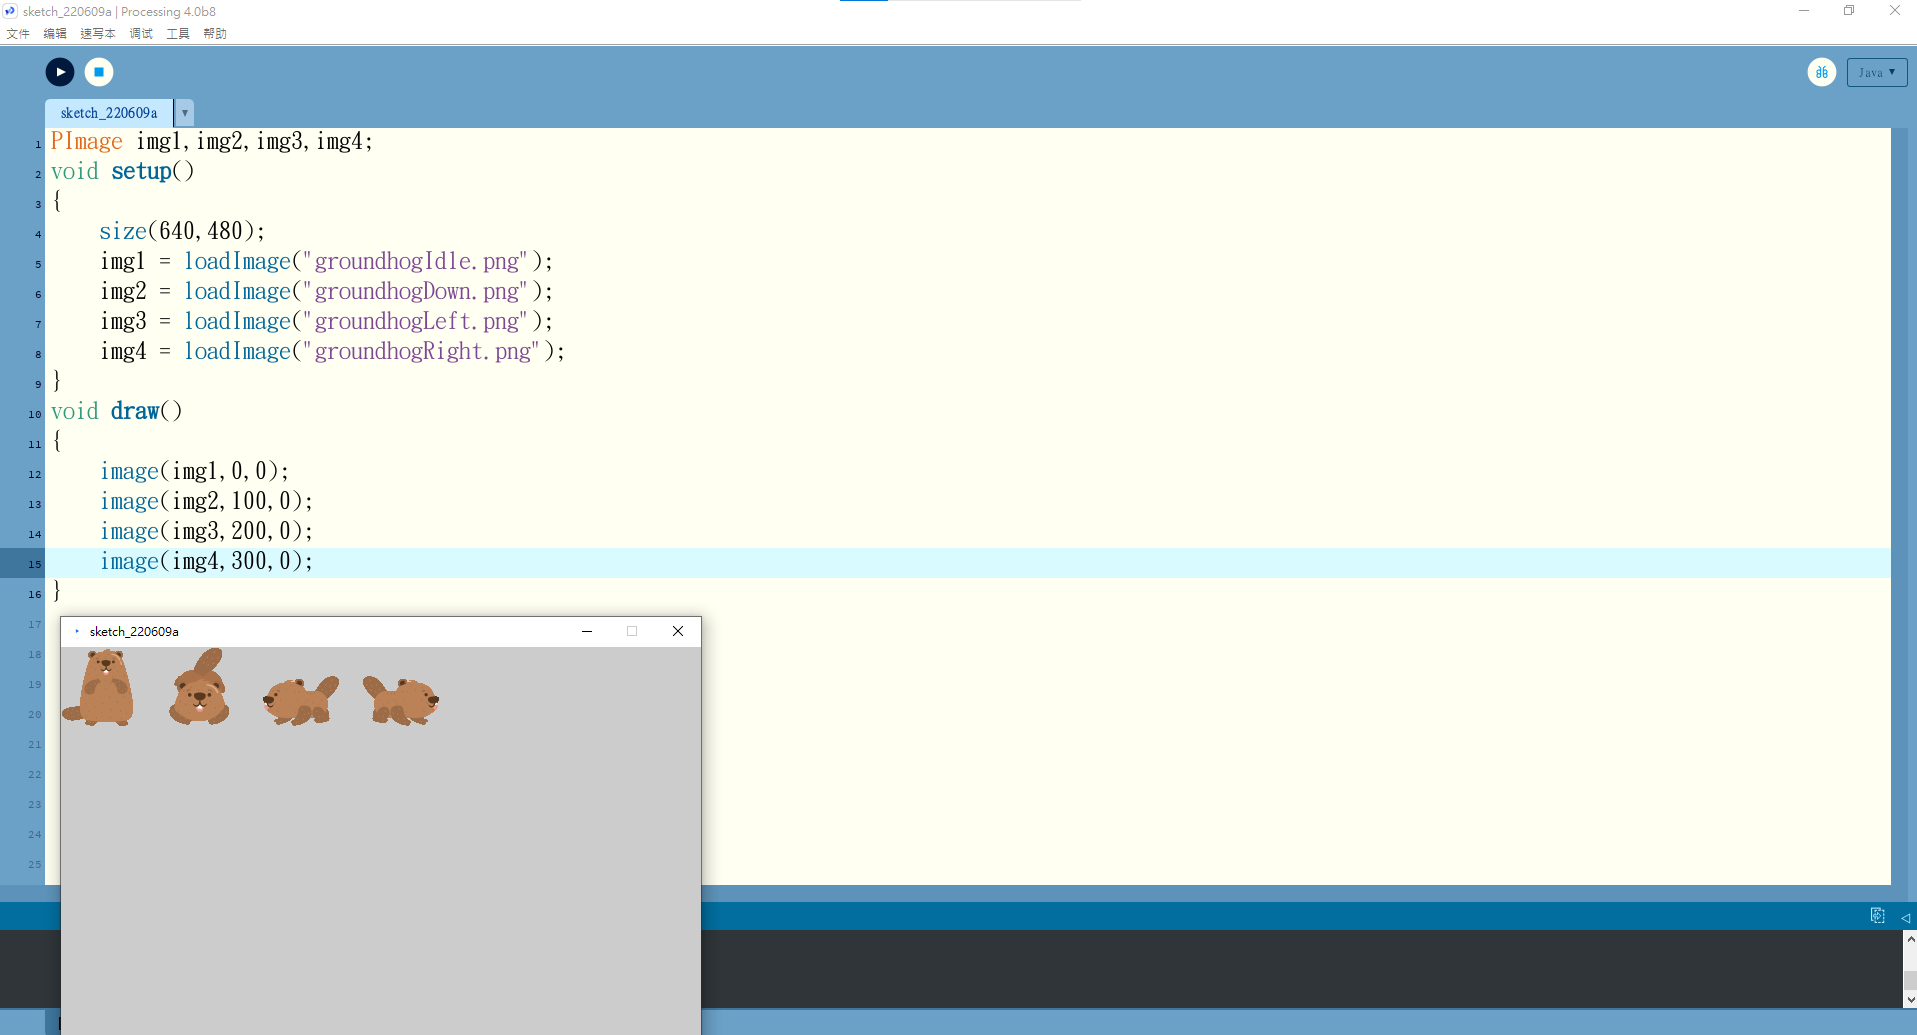 sketch_220609a | Processing 4.0b8
文件 编辑 速写本 调试 工具 帮助
Java ▼
sketch_220609a ▼
1 PImage img1,img2,img3,img4;
2 void setup()
3 {
4 size(640,480);
5 img1 = loadImage("groundhogIdle.png");
6 img2 = loadImage("groundhogDown.png");
7 img3 = loadImage("groundhogLeft.png");
8 img4 = loadImage("groundhogRight.png");
9 }
10 void draw()
11 {
12 image(img1,0,0);
13 image(img2,100,0);
14 image(img3,200,0);
15 image(img4,300,0);
16 }
17
18
19
20
21
22
23
24
25
sketch_220609a